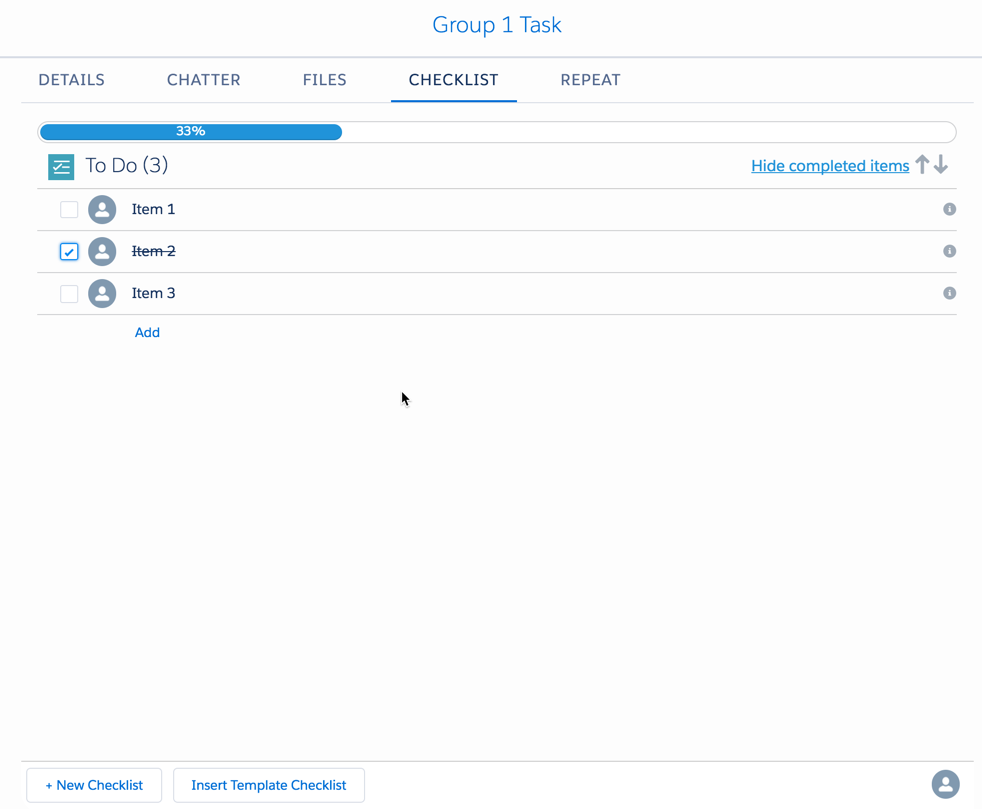 Group 1 Task
DETAILS CHATTER FILES CHECKLIST REPEAT
33%
To Do (3) Hide completed items
Item 1
Item 2
Item 3
Add
+ New Checklist Insert Template Checklist